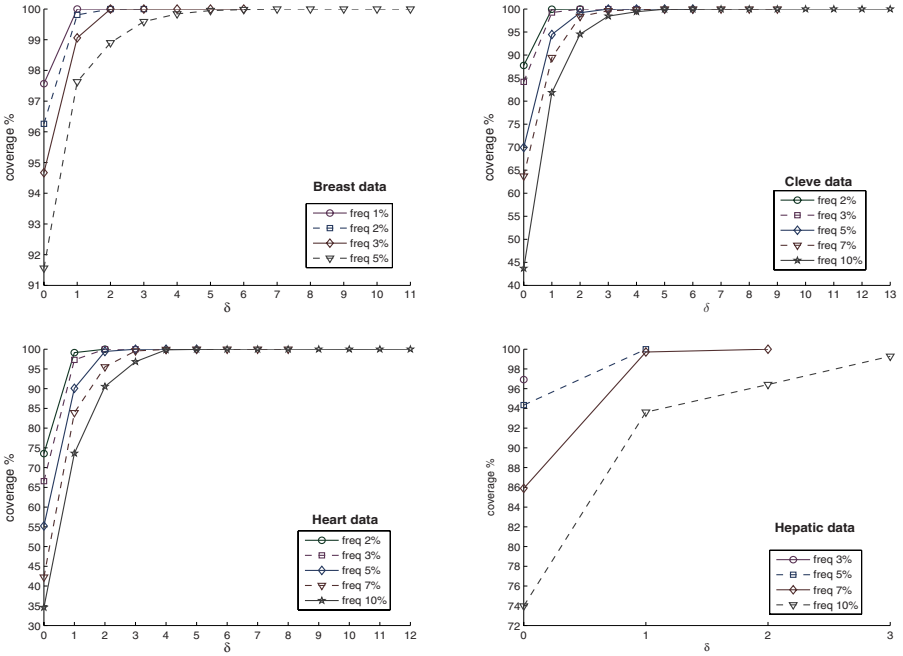 100
99
98
97
96
95
94
93
92
91
coverage %
0 1 2 3 4 5 6 7 8 9 10 11
δ
Breast data
freq 1%
freq 2%
freq 3%
freq 5%
100
95
90
85
80
75
70
65
60
55
50
45
40
coverage %
0 1 2 3 4 5 6 7 8 9 10 11 12 13
δ
Cleve data
freq 2%
freq 3%
freq 5%
freq 7%
freq 10%
100
95
90
85
80
75
70
65
60
55
50
45
40
35
30
coverage %
0 1 2 3 4 5 6 7 8 9 10 11 12
δ
Heart data
freq 2%
freq 3%
freq 5%
freq 7%
freq 10%
100
98
96
94
92
90
88
86
84
82
80
78
76
74
72
coverage %
0 1 2 3
δ
Hepatic data
freq 3%
freq 5%
freq 7%
freq 10%